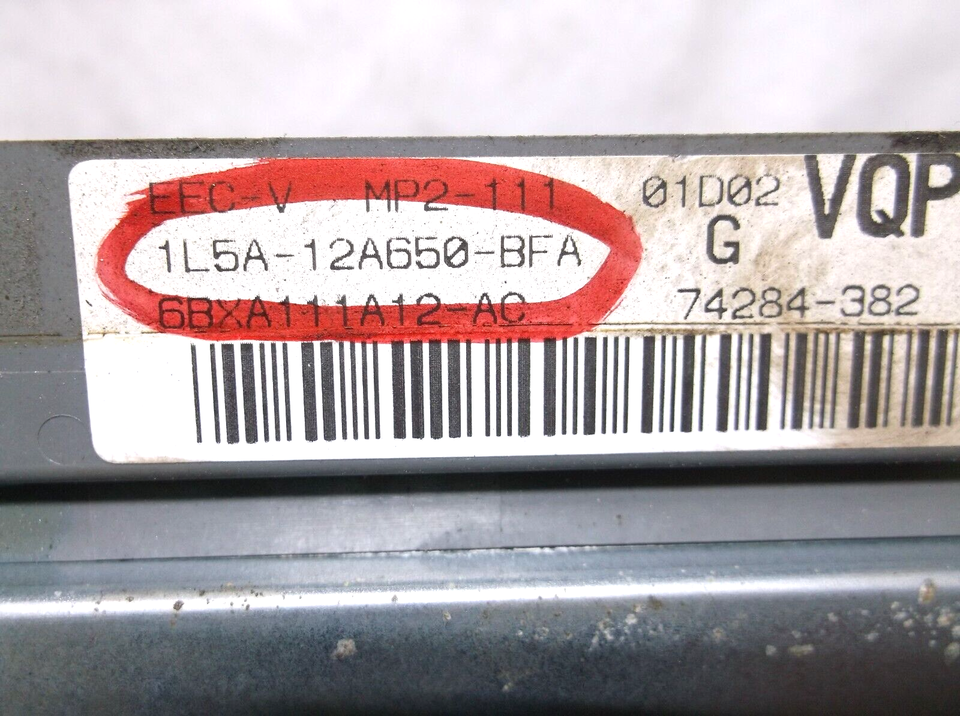 EEC-V MP2-111 01D02 VQP
1L5A-12A650-BFA G
6BXA111A12-AC 74284-382